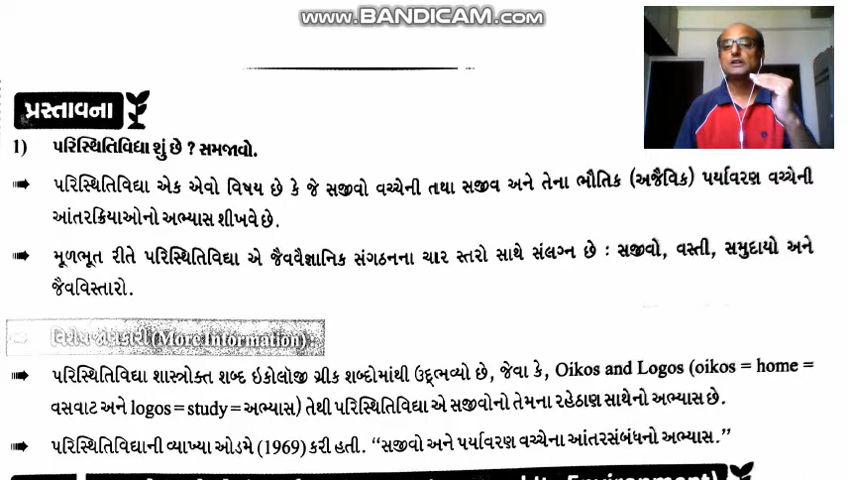 www.BANDICAM.com
પ્રસ્તાવના
1) પરિસ્થિતિવિદ્યા શું છે ? સમજાવો.
➠ પરિસ્થિતિવિદ્યા એક એવો વિષય છે કે જે સજીવો વચ્ચેની તથા સજીવ અને તેના ભૌતિક (અજૈવિક) પર્યાવરણ વચ્ચેની
આંતરક્રિયાઓનો અભ્યાસ શીખવે છે.
➠ મૂળભૂત રીતે પરિસ્થિતિવિદ્યા એ જૈવવૈજ્ઞાનિક સંગઠનના ચાર સ્તરો સાથે સંલગ્ન છે : સજીવો, વસ્તી, સમુદાયો અને
જૈવવિસ્તારો.
વિશેષ જાણકારી (More Information) :
➠ પરિસ્થિતિવિદ્યા શાસ્ત્રોક્ત શબ્દ ઇકોલોજી ગ્રીક શબ્દોમાંથી ઉદ્ભવ્યો છે, જેવા કે, Oikos and Logos (oikos = home =
વસવાટ અને logos = study = અભ્યાસ) તેથી પરિસ્થિતિવિદ્યા એ સજીવોનો તેમના રહેઠાણ સાથેનો અભ્યાસ છે.
➠ પરિસ્થિતિવિદ્યાની વ્યાખ્યા ઓડમે (1969) કરી હતી. “સજીવો અને પર્યાવરણ વચ્ચેના આંતરસંબંધનો અભ્યાસ.”
Environment)